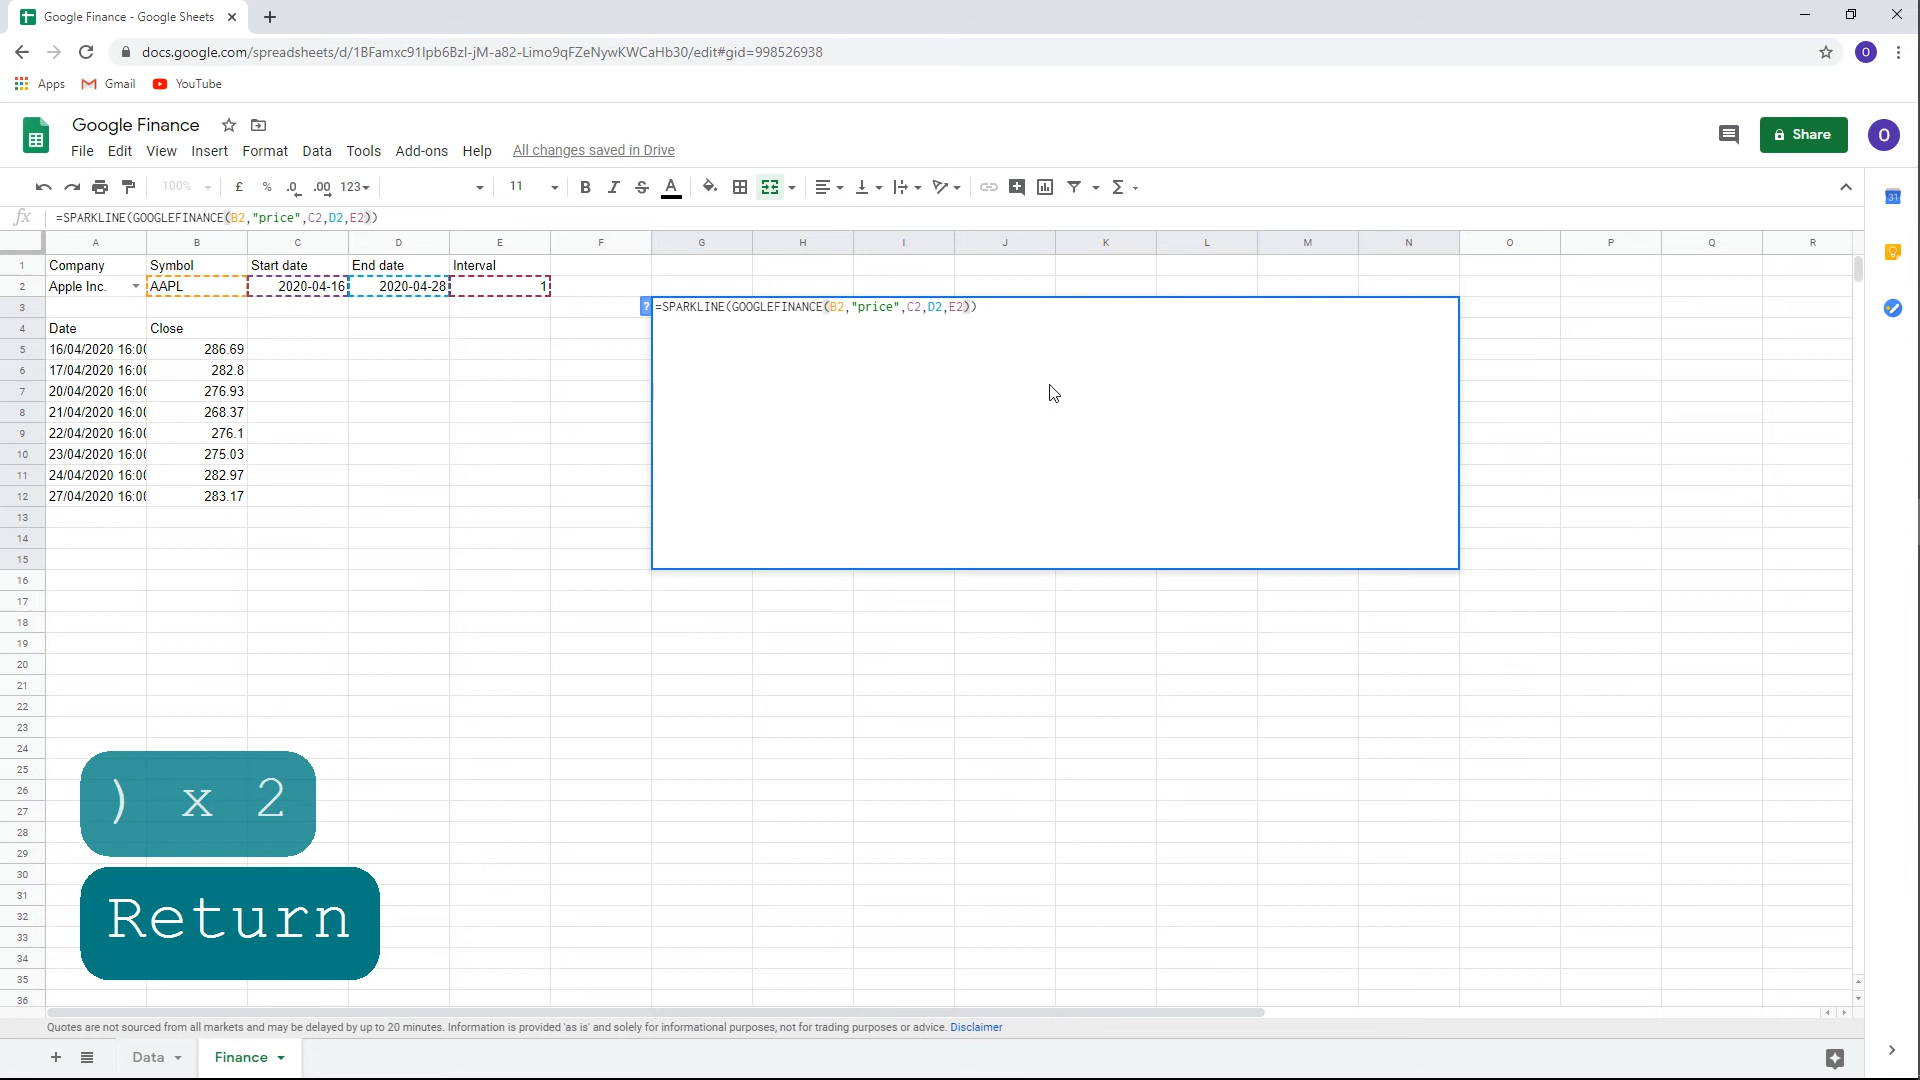 Google Finance - Google Sheets
docs.google.com/spreadsheets/d/1BFamxc91lpb6BzI-jM-a82-Limo9qFZeNywKWCaHb30/edit#gid=998526938
O
Apps Gmail YouTube
Google Finance
File Edit View Insert Format Data Tools Add-ons Help All changes saved in Drive
Share
O
100% £ % .0 .00 123 11 B I S A Σ
31
fx =SPARKLINE(GOOGLEFINANCE(B2,"price",C2,D2,E2))
A B C D E F G H I J K L M N O P Q R
1 Company Symbol Start date End date Interval
2 Apple Inc. AAPL 2020-04-16 2020-04-28 1
3 ? =SPARKLINE(GOOGLEFINANCE(B2,"price",C2,D2,E2))
4 Date Close
5 16/04/2020 16:00 286.69
6 17/04/2020 16:00 282.8
7 20/04/2020 16:00 276.93
8 21/04/2020 16:00 268.37
9 22/04/2020 16:00 276.1
10 23/04/2020 16:00 275.03
11 24/04/2020 16:00 282.97
12 27/04/2020 16:00 283.17
13
14
15
16
17
18
19
20
21
22
23
24
25
26
27
28
29
30
31
32
33
34
35
36
) x 2
Return
Quotes are not sourced from all markets and may be delayed by up to 20 minutes. Information is provided 'as is' and solely for informational purposes, not for trading purposes or advice. Disclaimer
Data Finance